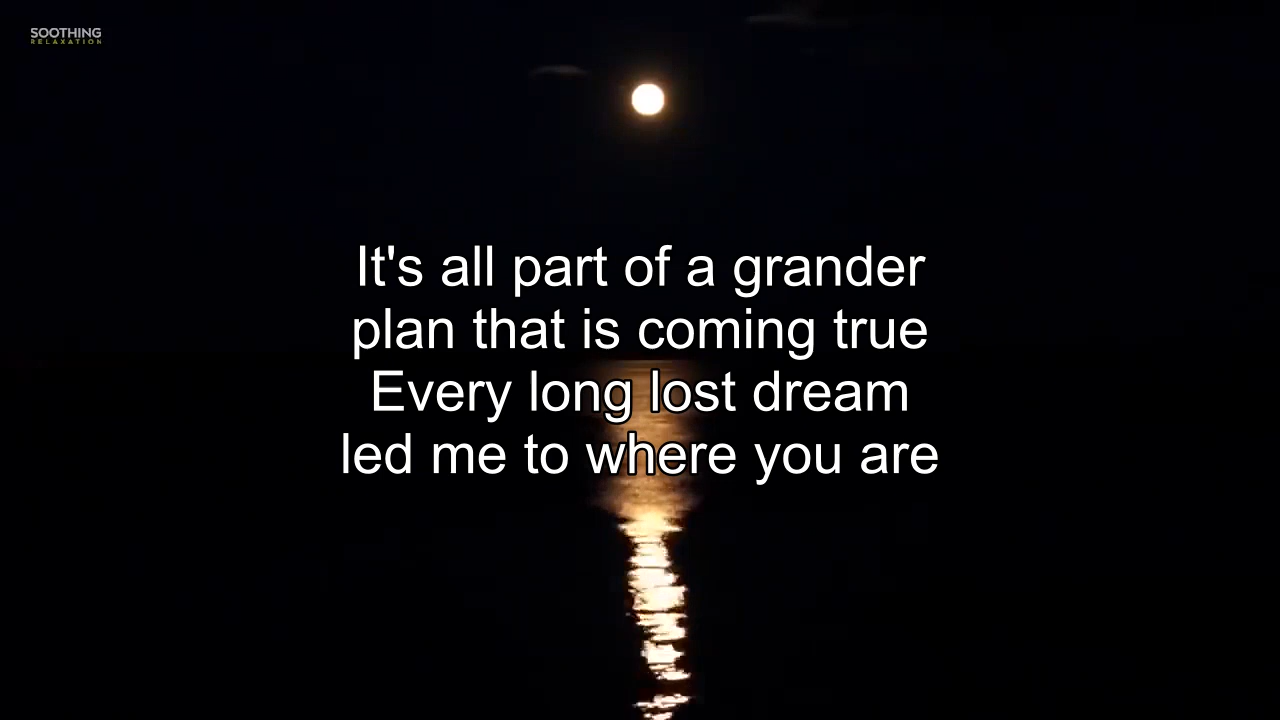 SOOTHING
RELAXATION
It's all part of a grander
plan that is coming true
Every long lost dream
led me to where you are